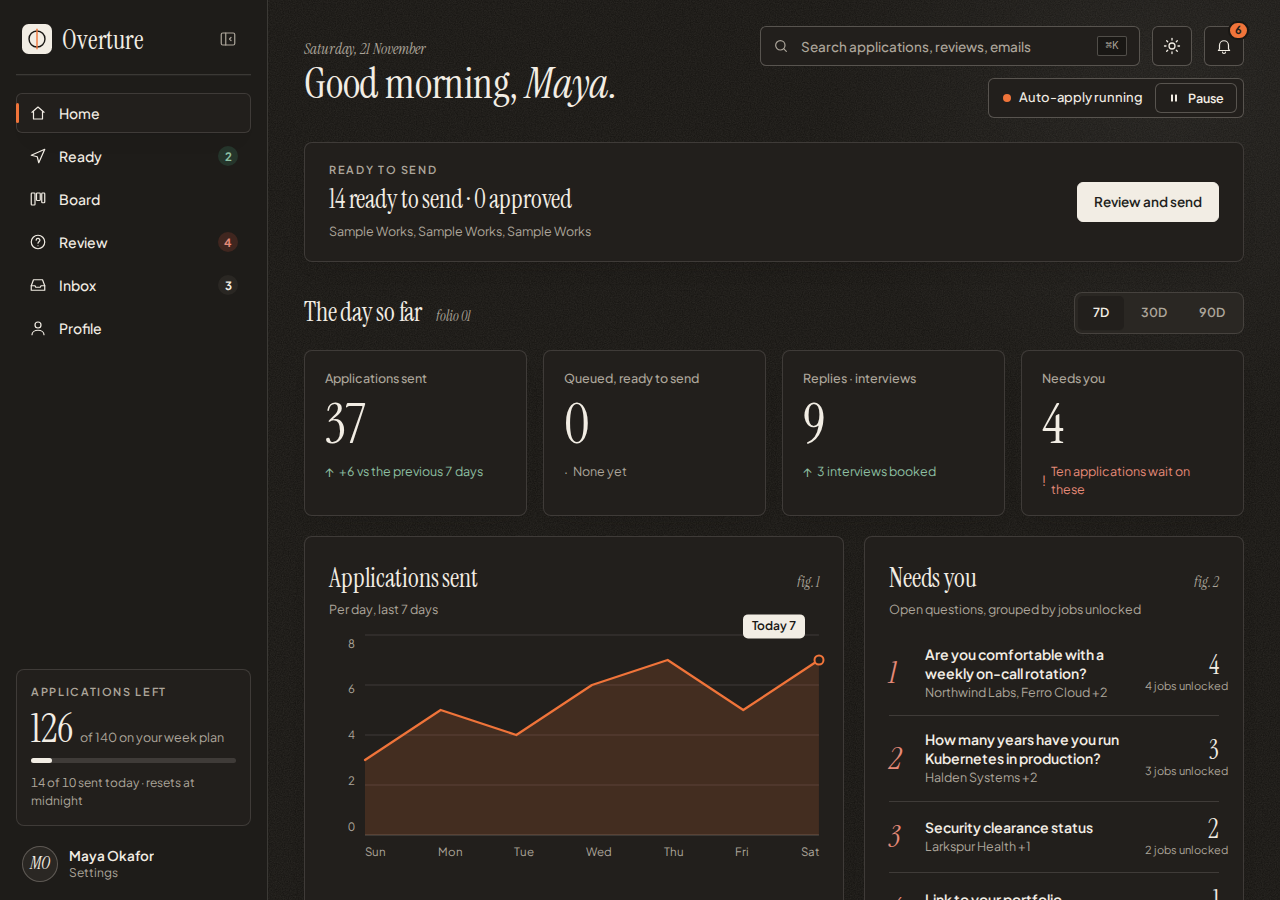 Overture
Home
Ready 2
Board
Review 4
Inbox 3
Profile
APPLICATIONS LEFT
126 of 140 on your week plan
14 of 10 sent today · resets at
midnight
MO
Maya Okafor
Settings
Saturday, 21 November
Good morning, Maya.
Search applications, reviews, emails ⌘K
6
Auto-apply running Pause
READY TO SEND
14 ready to send · 0 approved
Sample Works, Sample Works, Sample Works
Review and send
The day so far folio 01
7D 30D 90D
Applications sent
37
↑ +6 vs the previous 7 days
Queued, ready to send
0
· None yet
Replies · interviews
9
↑ 3 interviews booked
Needs you
4
! Ten applications wait on
these
Applications sent fig. 1
Per day, last 7 days
Today 7
8
6
4
2
0
Sun Mon Tue Wed Thu Fri Sat
Needs you fig. 2
Open questions, grouped by jobs unlocked
1
Are you comfortable with a
weekly on-call rotation?
Northwind Labs, Ferro Cloud +2
4
4 jobs unlocked
2
How many years have you run
Kubernetes in production?
Halden Systems +2
3
3 jobs unlocked
3
Security clearance status
Larkspur Health +1
2
2 jobs unlocked
Link to your portfolio
1